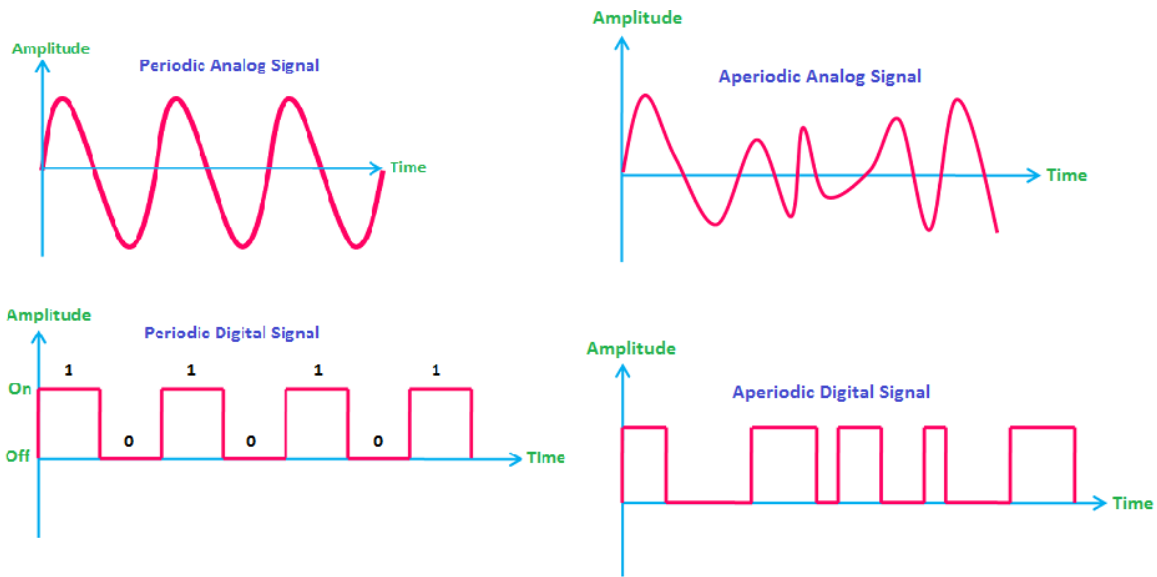 Amplitude
Periodic Analog Signal
Time
Amplitude
Aperiodic Analog Signal
Time
Amplitude
Periodic Digital Signal
1 1 1 1
On
0 0 0
Off
Time
Amplitude
Aperiodic Digital Signal
Time